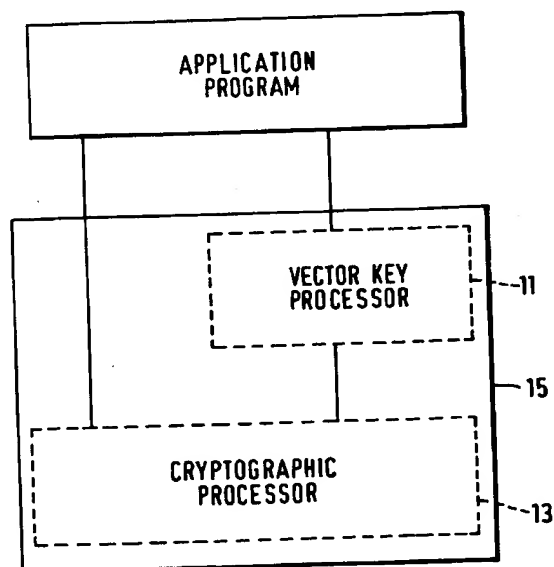 APPLICATION
PROGRAM
VECTOR KEY
PROCESSOR
11
15
CRYPTOGRAPHIC
PROCESSOR
13